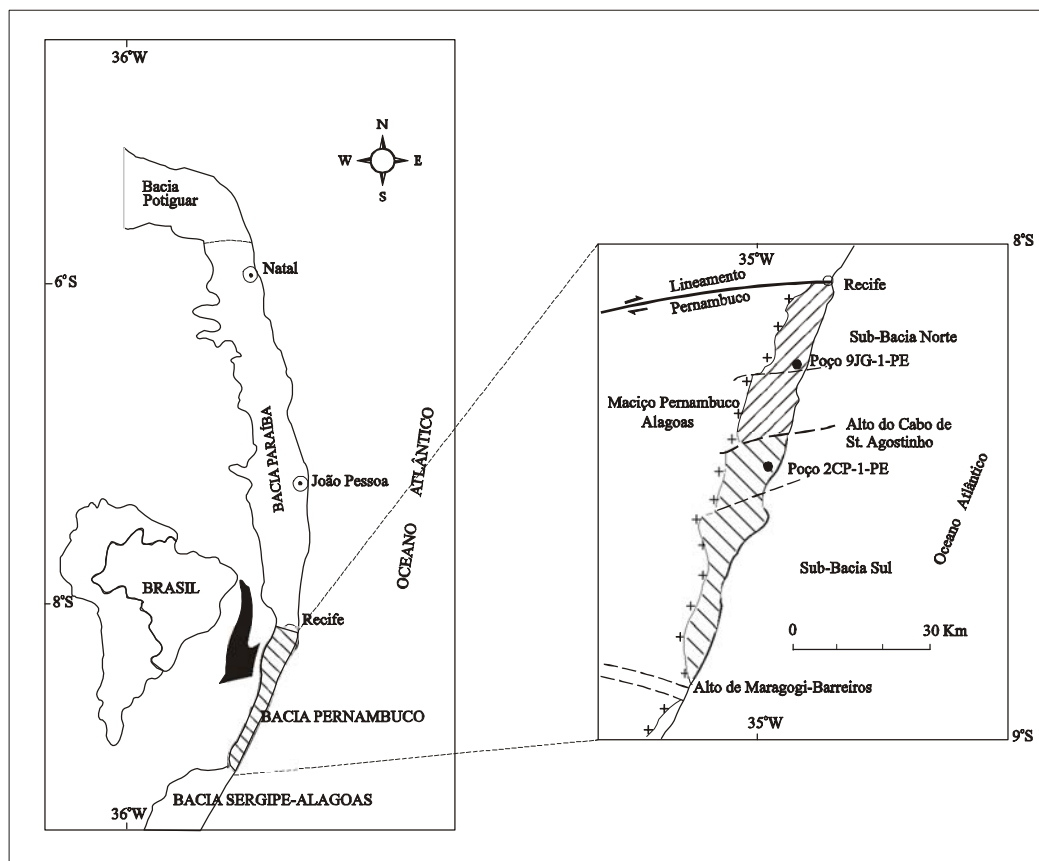 36°W
N
W
E
S
Bacia
Potiguar
Natal
6°S
BACIA PARAÍBA
João Pessoa
OCEANO ATLÂNTICO
BRASIL
8°S
Recife
BACIA PERNAMBUCO
BACIA SERGIPE-ALAGOAS
36°W
8°S
35°W
Lineamento
Pernambuco
Recife
Sub-Bacia Norte
Poço 9JG-1-PE
Maciço Pernambuco
Alagoas
Alto do Cabo de
St. Agostinho
Poço 2CP-1-PE
Oceano Atlântico
Sub-Bacia Sul
0 30 Km
Alto de Maragogi-Barreiros
35°W
9°S